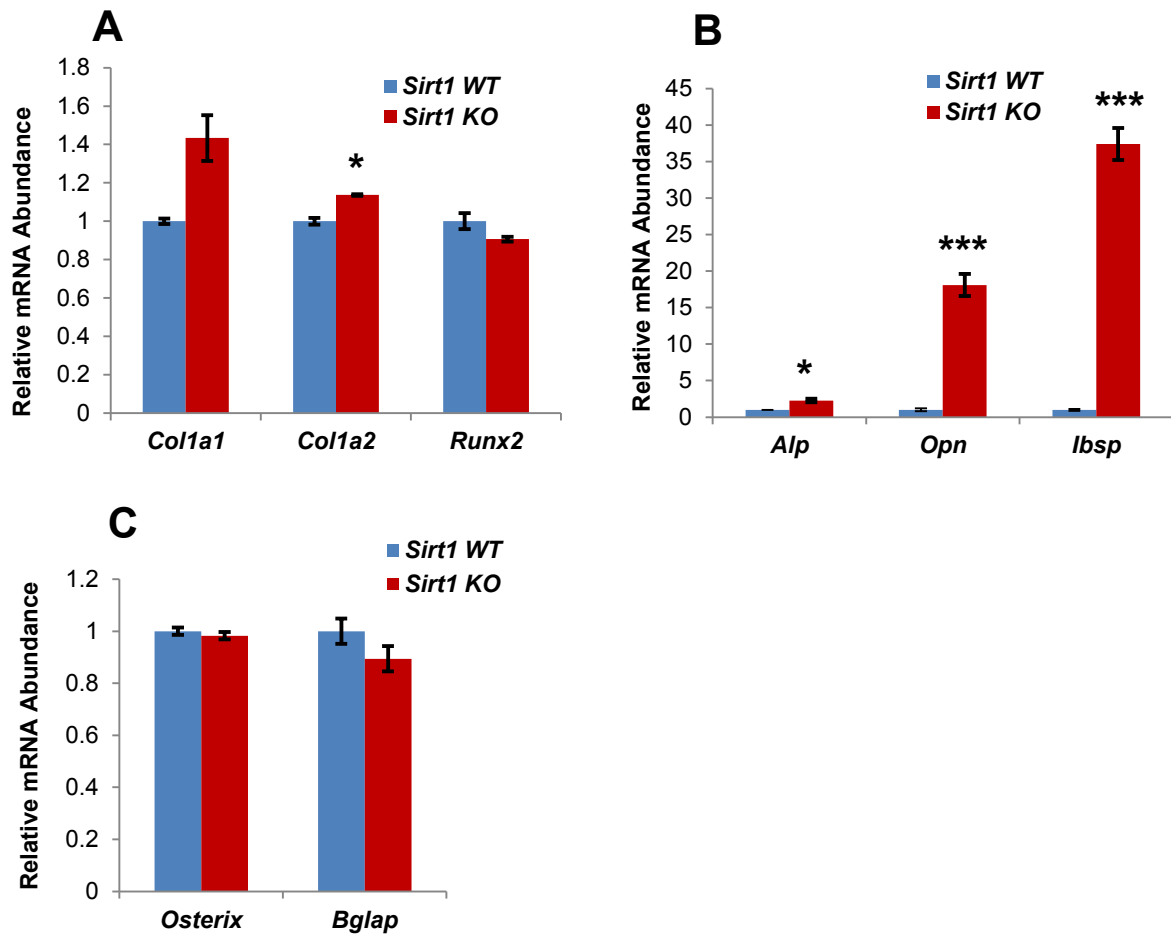 A
Relative mRNA Abundance
1.8
1.6
1.4
1.2
1
0.8
0.6
0.4
0.2
0
Sirt1 WT
Sirt1 KO
*
Col1a1 Col1a2 Runx2
B
Relative mRNA Abundance
45
40
35
30
25
20
15
10
5
0
Sirt1 WT
Sirt1 KO
***
***
*
Alp Opn Ibsp
C
Relative mRNA Abundance
1.2
1
0.8
0.6
0.4
0.2
0
Sirt1 WT
Sirt1 KO
Osterix Bglap